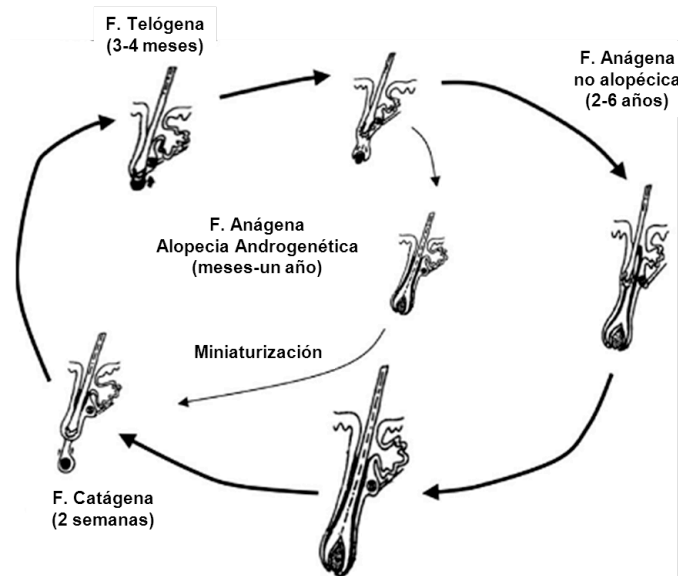 F. Telógena
(3-4 meses)
F. Anágena
no alopécica
(2-6 años)
F. Anágena
Alopecia Androgenética
(meses-un año)
Miniaturización
F. Catágena
(2 semanas)